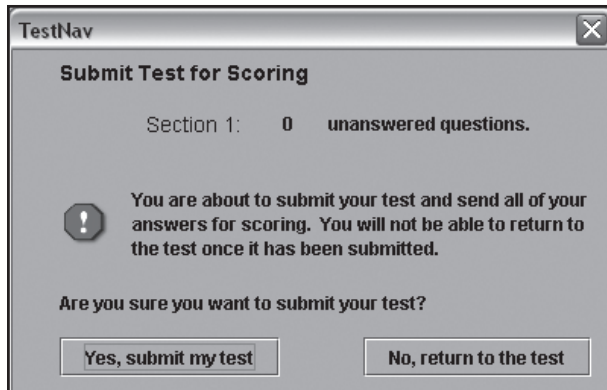 TestNav
Submit Test for Scoring
Section 1: 0 unanswered questions.
You are about to submit your test and send all of your
answers for scoring. You will not be able to return to
the test once it has been submitted.
Are you sure you want to submit your test?
Yes, submit my test
No, return to the test